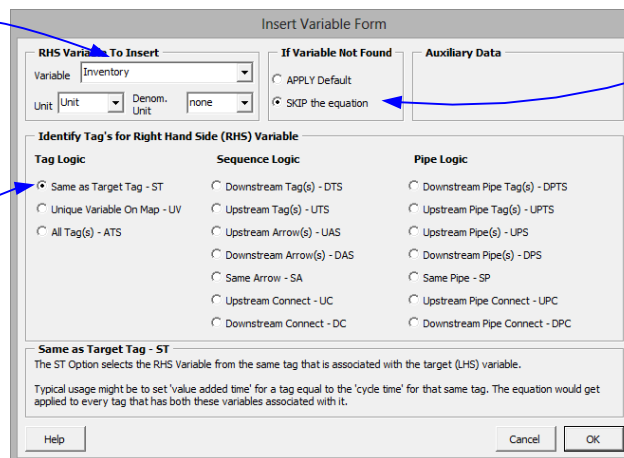 Insert Variable Form
RHS Variable To Insert
Variable Inventory
Unit Unit Denom. Unit none
If Variable Not Found
APPLY Default
SKIP the equation
Auxiliary Data
Identify Tag's for Right Hand Side (RHS) Variable
Tag Logic
Same as Target Tag - ST
Unique Variable On Map - UV
All Tag(s) - ATS
Sequence Logic
Downstream Tag(s) - DTS
Upstream Tag(s) - UTS
Upstream Arrow(s) - UAS
Downstream Arrow(s) - DAS
Same Arrow - SA
Upstream Connect - UC
Downstream Connect - DC
Pipe Logic
Downstream Pipe Tag(s) - DPTS
Upstream Pipe Tag(s) - UPTS
Upstream Pipe(s) - UPS
Downstream Pipe(s) - DPS
Same Pipe - SP
Upstream Pipe Connect - UPC
Downstream Pipe Connect - DPC
Same as Target Tag - ST
The ST Option selects the RHS Variable from the same tag that is associated with the target (LHS) variable.
Typical usage might be to set 'value added time' for a tag equal to the 'cycle time' for that same tag. The equation would get
applied to every tag that has both these variables associated with it.
Help
Cancel
OK